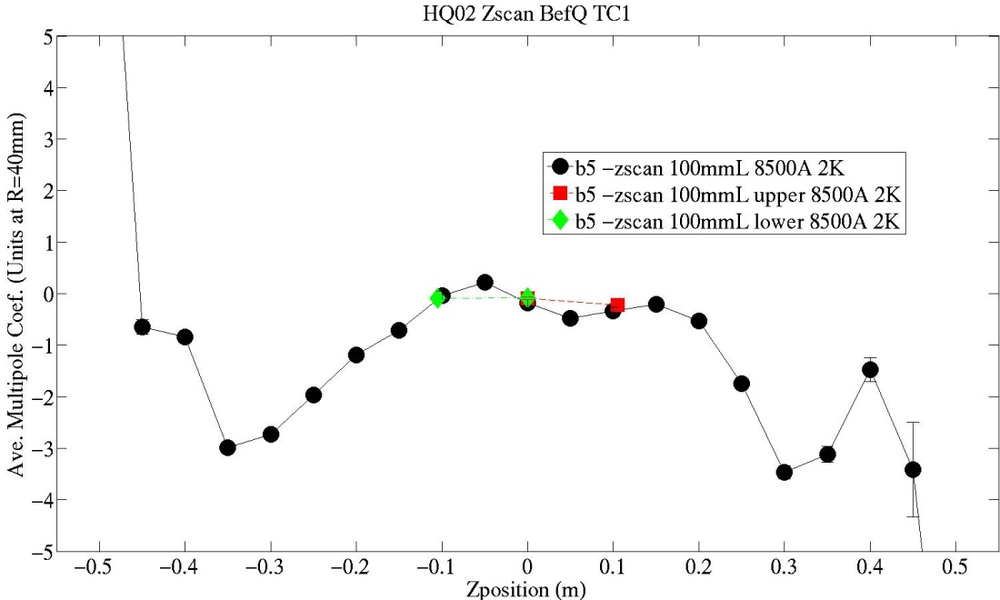 HQ02 Zscan BefQ TC1
5
4
3
2
1
0
−1
−2
−3
−4
−5
Ave. Multipole Coef. (Units at R=40mm)
b5 −zscan 100mmL 8500A 2K
b5 −zscan 100mmL upper 8500A 2K
b5 −zscan 100mmL lower 8500A 2K
−0.5 −0.4 −0.3 −0.2 −0.1 0 0.1 0.2 0.3 0.4 0.5
Zposition (m)